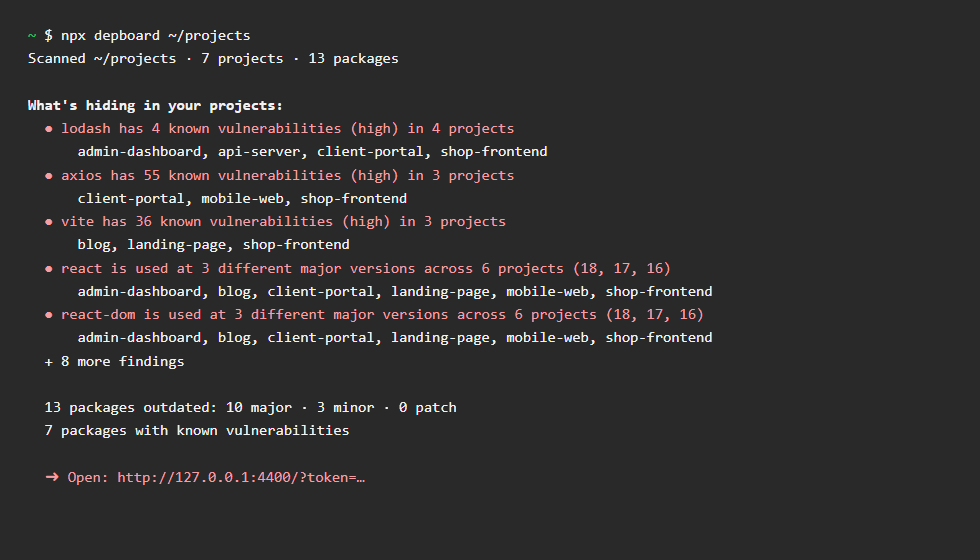 ~ $ npx depboard ~/projects
Scanned ~/projects · 7 projects · 13 packages
What's hiding in your projects:
● lodash has 4 known vulnerabilities (high) in 4 projects
admin-dashboard, api-server, client-portal, shop-frontend
● axios has 55 known vulnerabilities (high) in 3 projects
client-portal, mobile-web, shop-frontend
● vite has 36 known vulnerabilities (high) in 3 projects
blog, landing-page, shop-frontend
● react is used at 3 different major versions across 6 projects (18, 17, 16)
admin-dashboard, blog, client-portal, landing-page, mobile-web, shop-frontend
● react-dom is used at 3 different major versions across 6 projects (18, 17, 16)
admin-dashboard, blog, client-portal, landing-page, mobile-web, shop-frontend
+ 8 more findings
13 packages outdated: 10 major · 3 minor · 0 patch
7 packages with known vulnerabilities
➜ Open: http://127.0.0.1:4400/?token=…